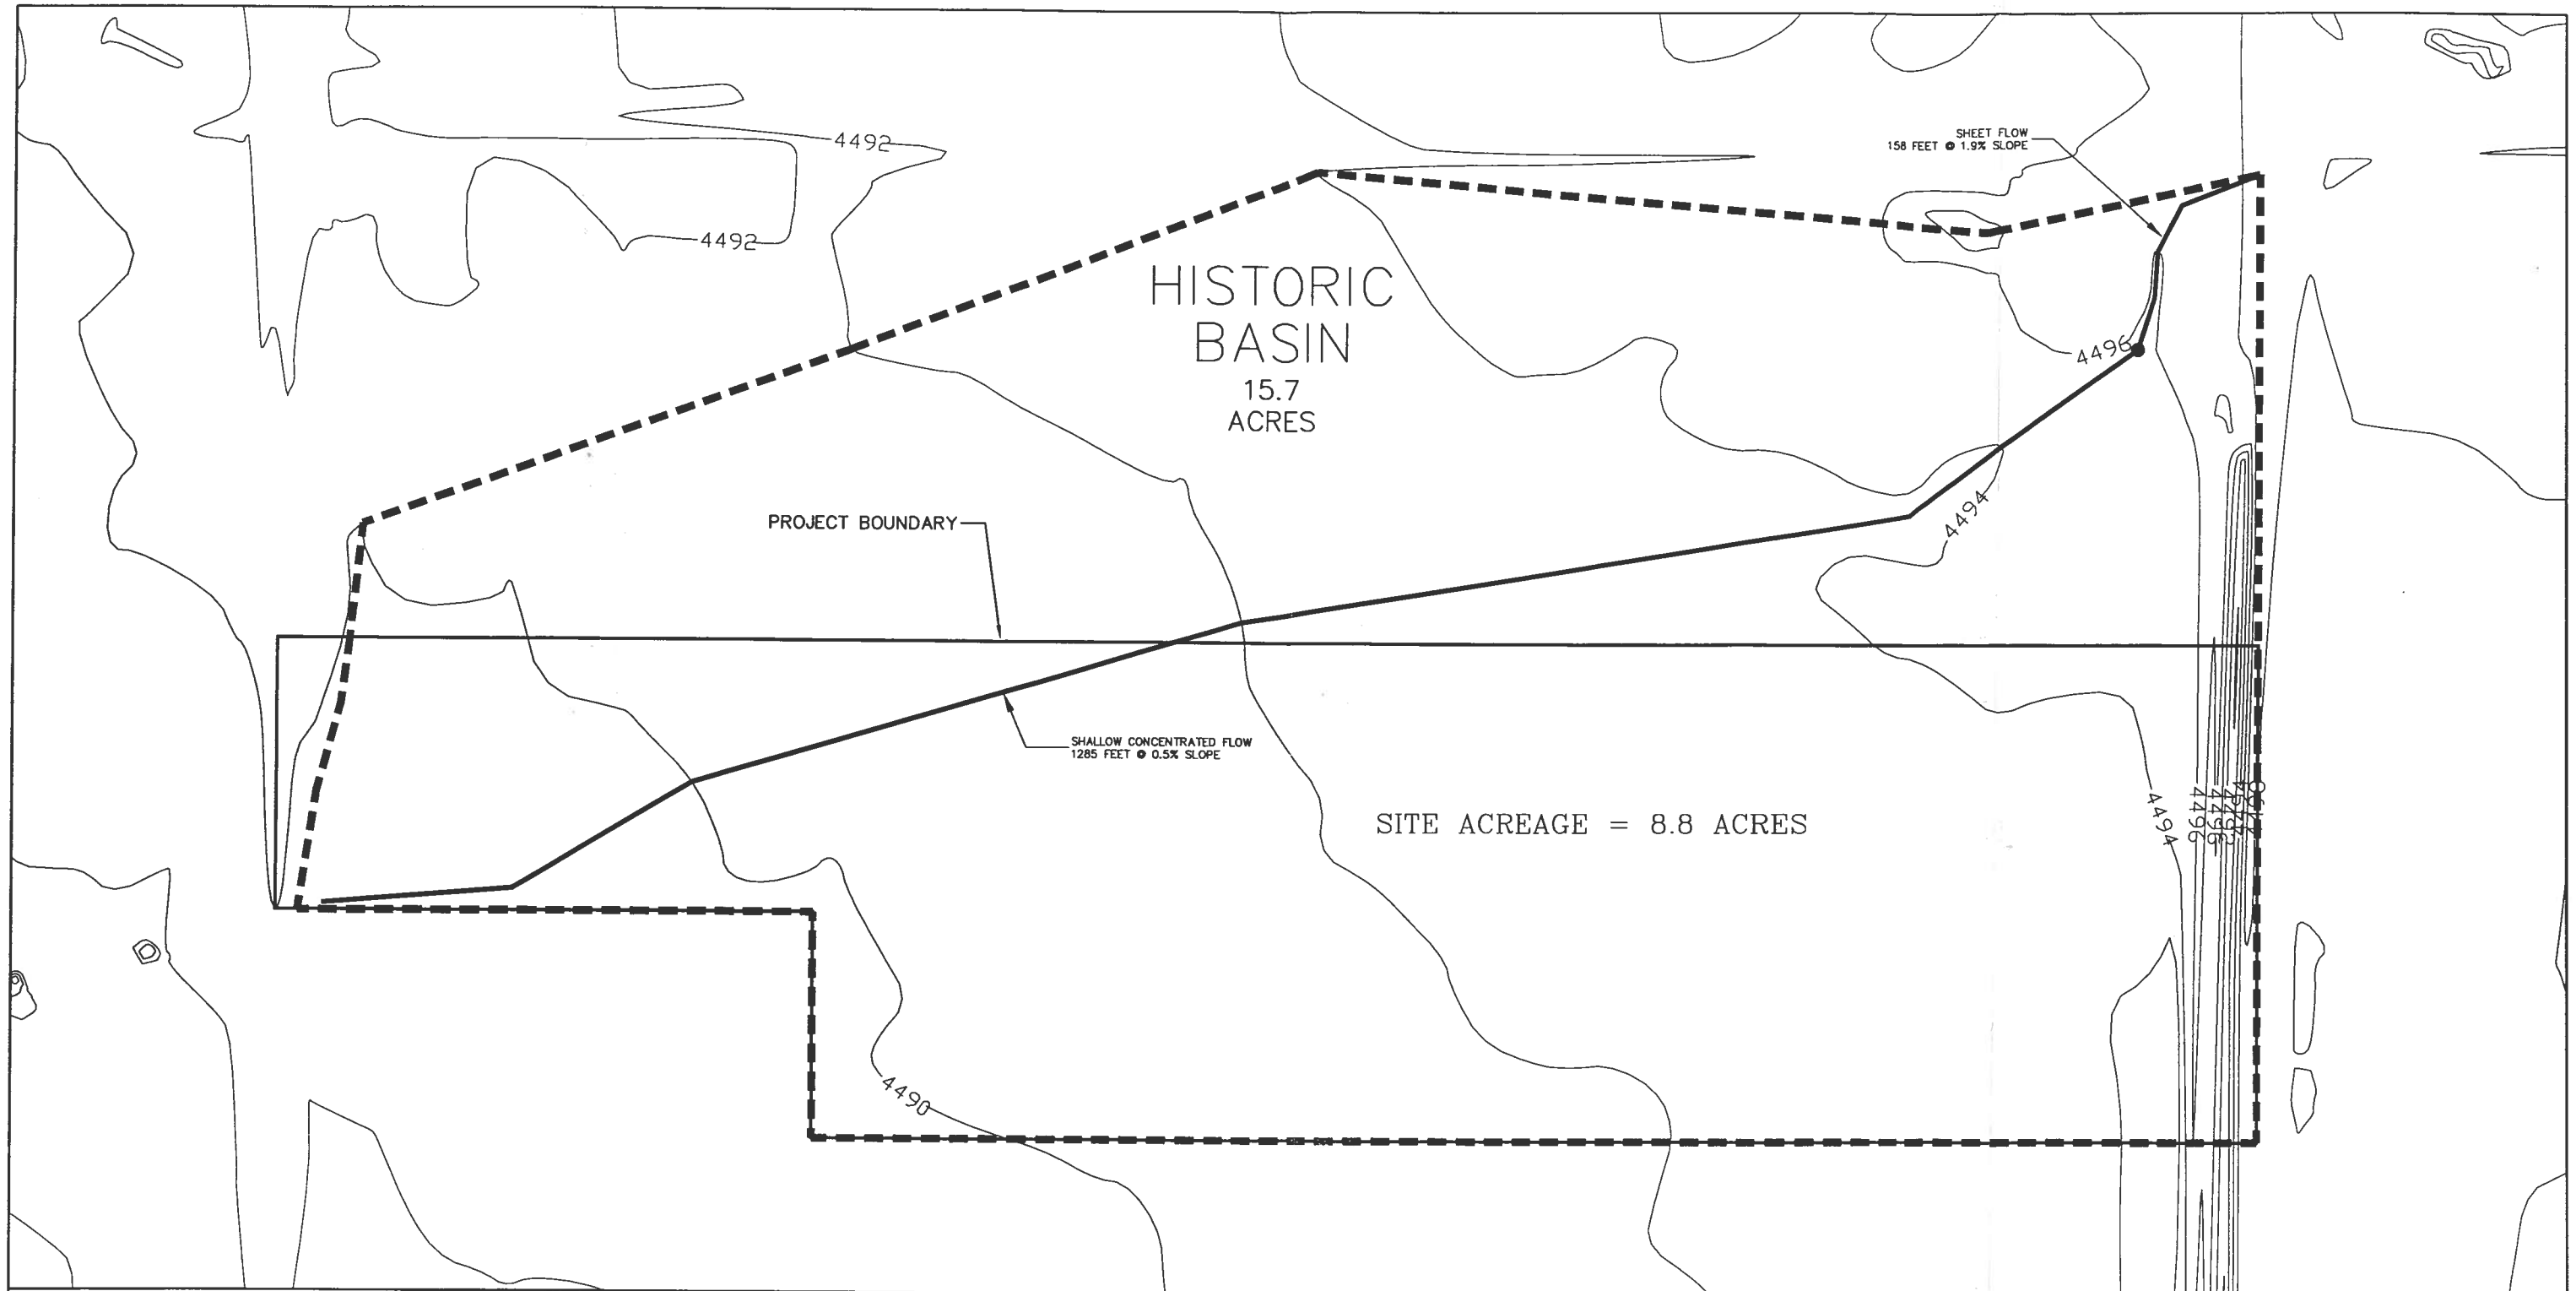 4492
SHEET FLOW
158 FEET @ 1.9% SLOPE
4492
HISTORIC
BASIN
15.7
ACRES
4496
4494
PROJECT BOUNDARY
SHALLOW CONCENTRATED FLOW
1285 FEET @ 0.5% SLOPE
SITE ACREAGE = 8.8 ACRES
4494
4496
4490